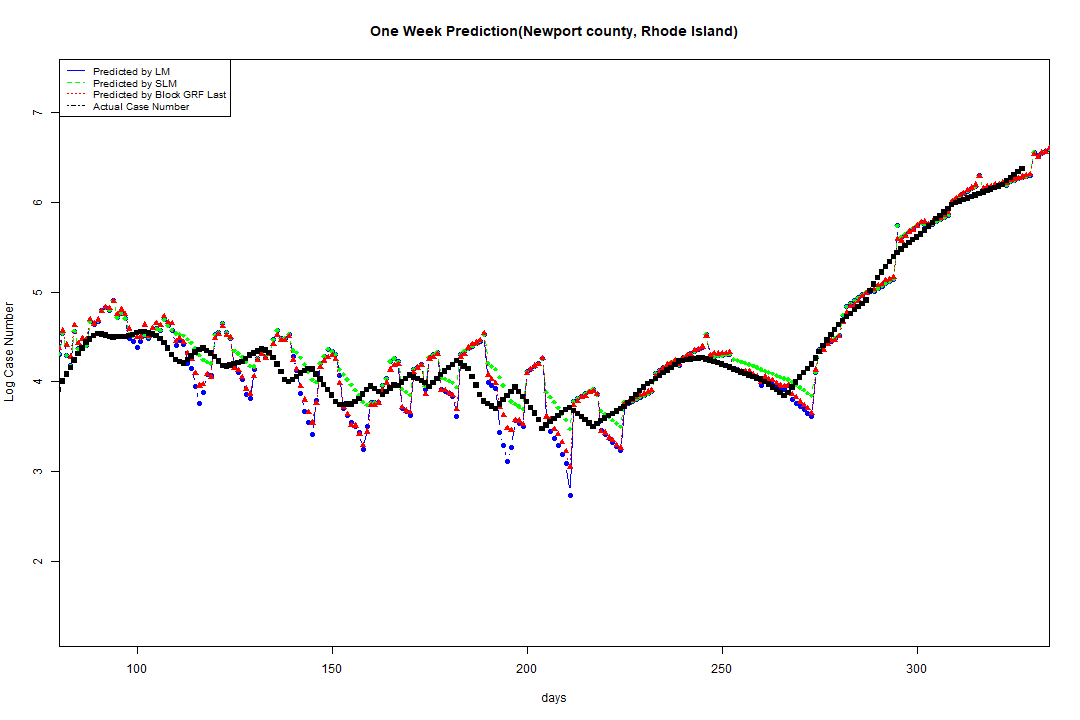 One Week Prediction(Newport county, Rhode Island)
Predicted by LM
Predicted by SLM
Predicted by Block GRF Last
Actual Case Number
Log Case Number
7
6
5
4
3
2
100 150 200 250 300
days